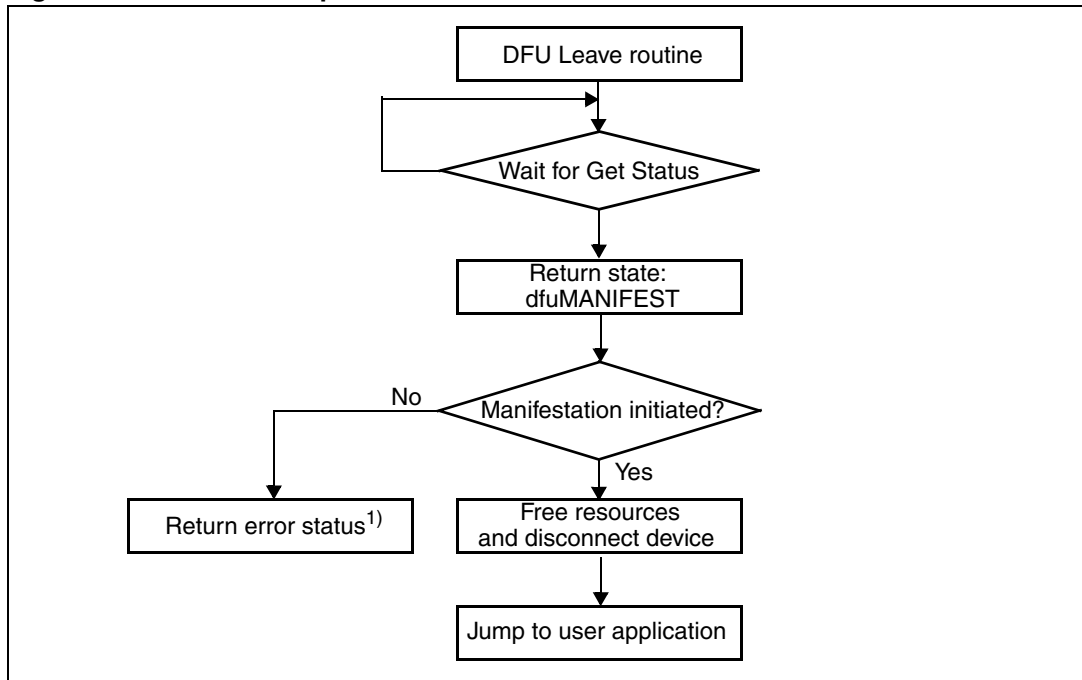 DFU Leave routine
Wait for Get Status
Return state:
dfuMANIFEST
No
Manifestation initiated?
Yes
Return error status1)
Free resources
and disconnect device
Jump to user application